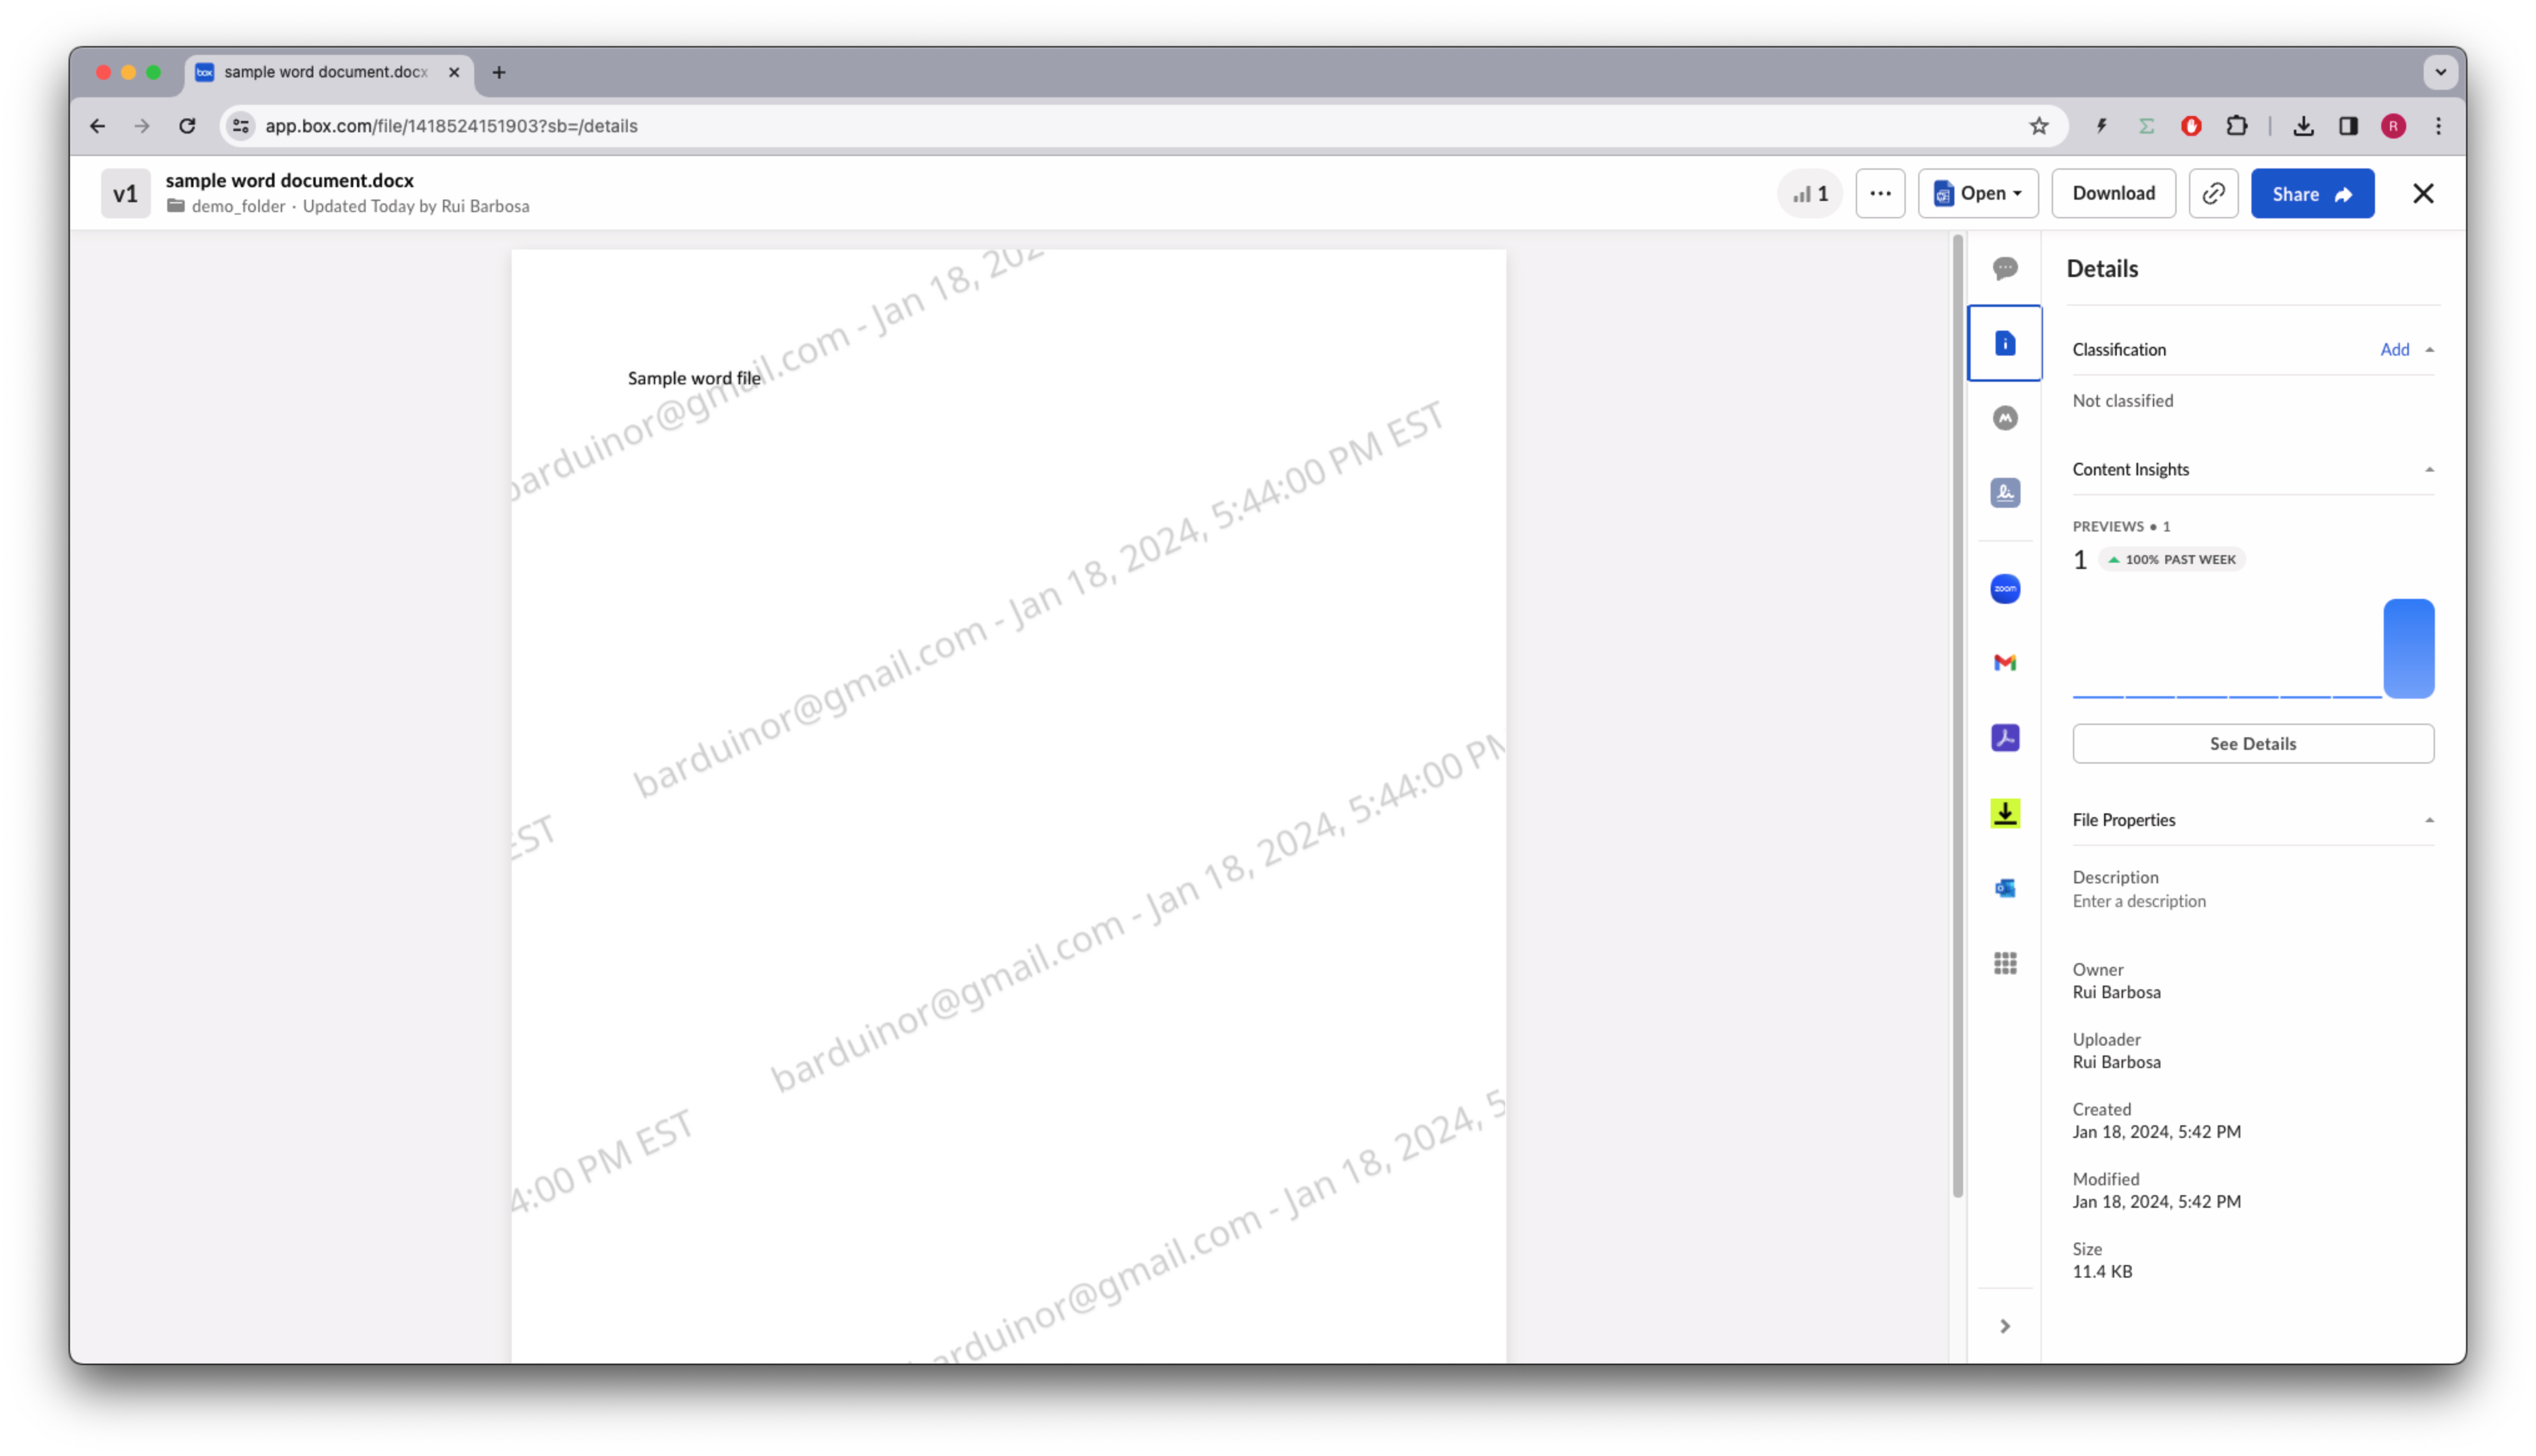 sample word document.docx
app.box.com/file/1418524151903?sb=/details
R
v1
sample word document.docx
demo_folder · Updated Today by Rui Barbosa
1
Open
Download
Share
Sample word file
barduinor@gmail.com - Jan 18, 202
barduinor@gmail.com - Jan 18, 2024, 5:44:00 PM EST
EST
barduinor@gmail.com - Jan 18, 2024, 5:44:00 PM
4:00 PM EST
arduinor@gmail.com - Jan 18, 2024, 5
zoom
Details
Classification
Add
Not classified
Content Insights
PREVIEWS • 1
1
100% PAST WEEK
See Details
File Properties
Description
Enter a description
Owner
Rui Barbosa
Uploader
Rui Barbosa
Created
Jan 18, 2024, 5:42 PM
Modified
Jan 18, 2024, 5:42 PM
Size
11.4 KB